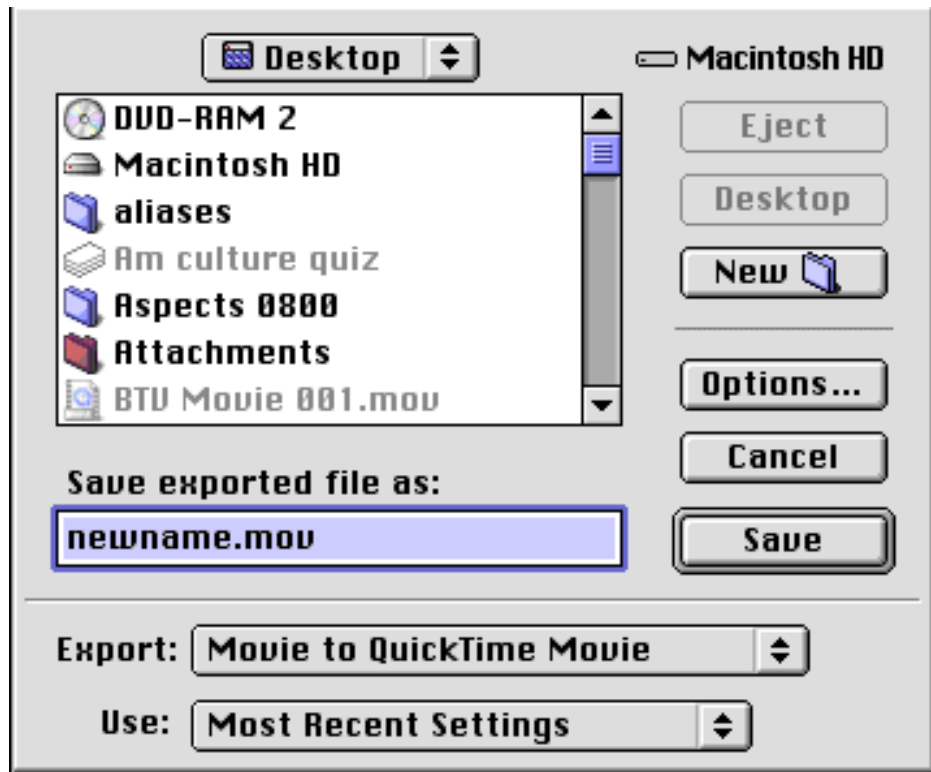 Desktop
Macintosh HD
DVD-RAM 2
Macintosh HD
aliases
Am culture quiz
Aspects 0800
Attachments
BTV Movie 001.mov
Eject
Desktop
New
Options...
Cancel
Save
Save exported file as:
newname.mov
Export: Movie to QuickTime Movie
Use: Most Recent Settings